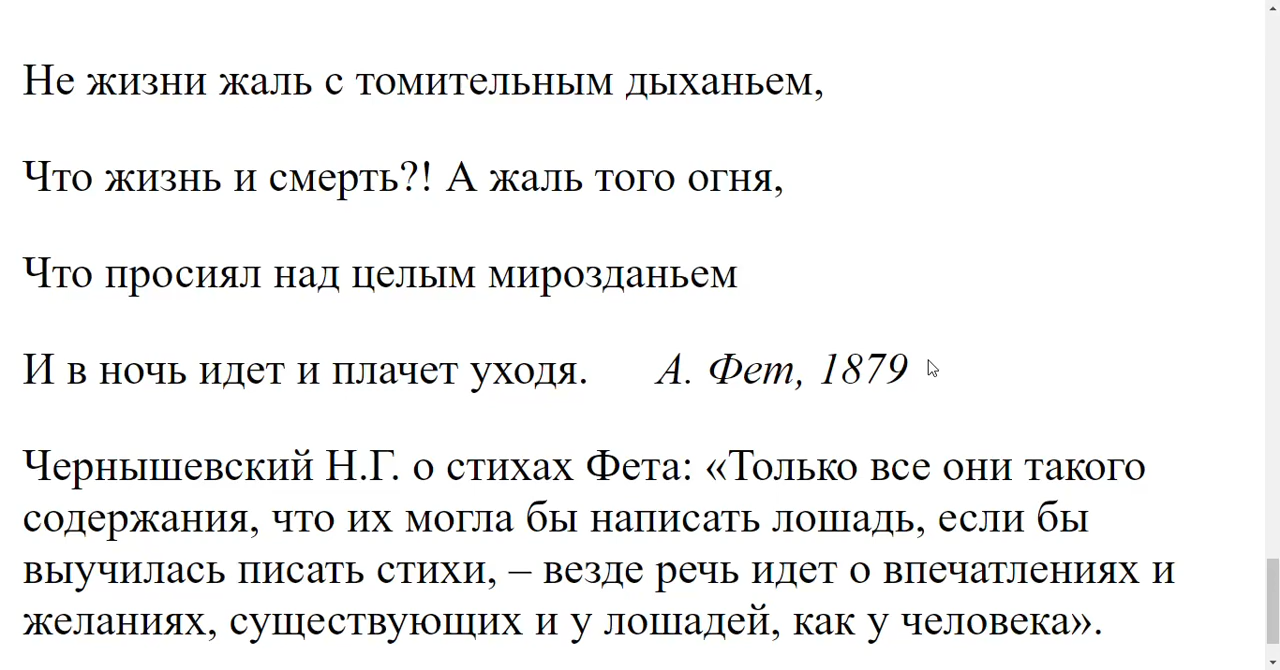 Не жизни жаль с томительным дыханьем,
Что жизнь и смерть?! А жаль того огня,
Что просиял над целым мирозданьем
И в ночь идет и плачет уходя. А. Фет, 1879
Чернышевский Н.Г. о стихах Фета: «Только все они такого
содержания, что их могла бы написать лошадь, если бы
выучилась писать стихи, – везде речь идет о впечатлениях и
желаниях, существующих и у лошадей, как у человека».